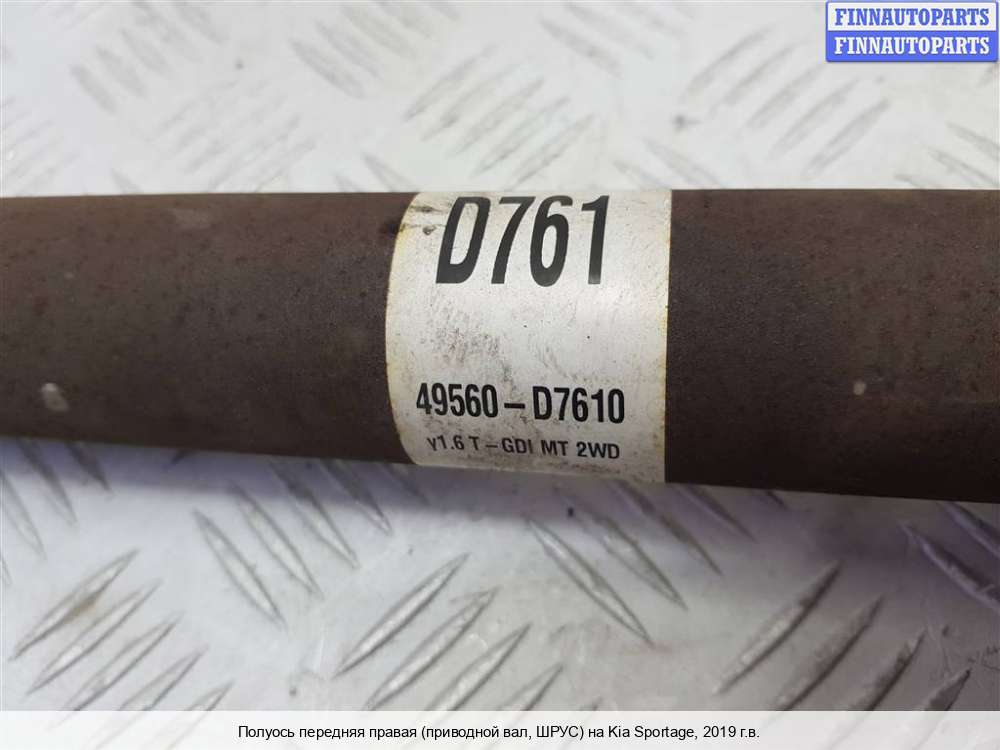 FINNAUTOPARTS
FINNAUTOPARTS
D761
49560-D7610
γ1.6 T-GDI MT 2WD
Полуось передняя правая (приводной вал, ШРУС) на Kia Sportage, 2019 г.в.